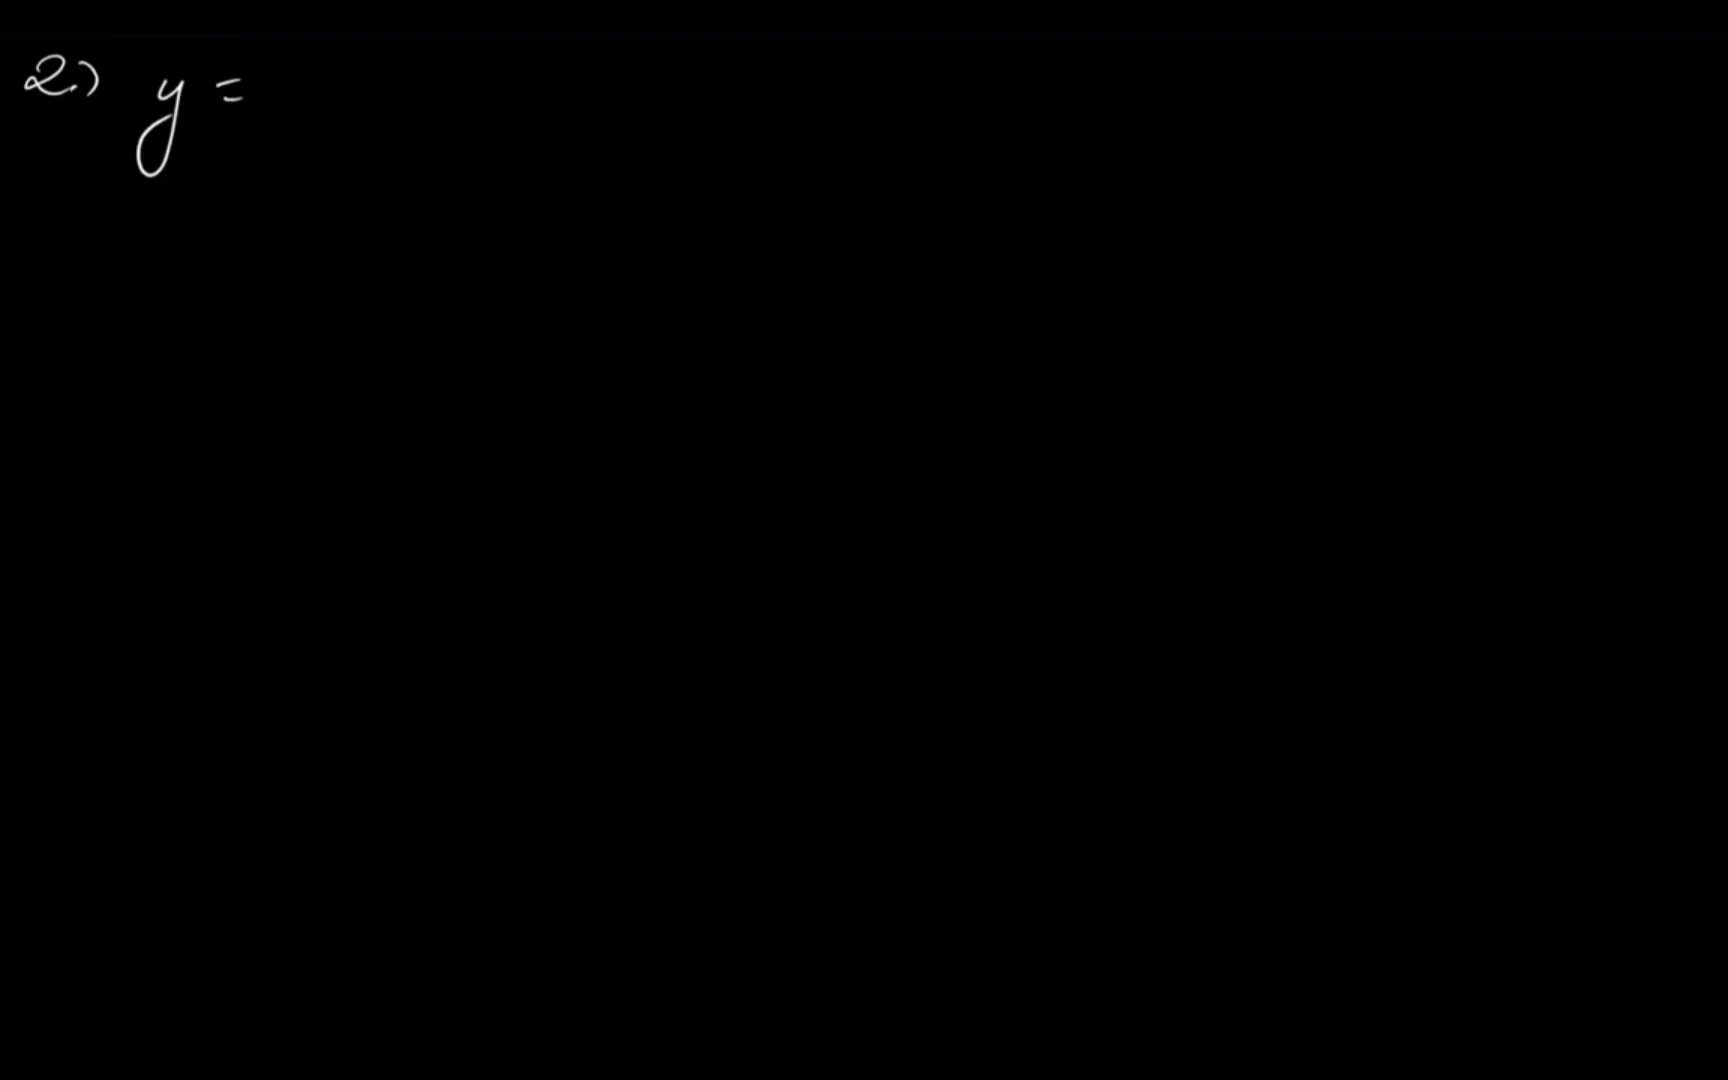 2.) y =